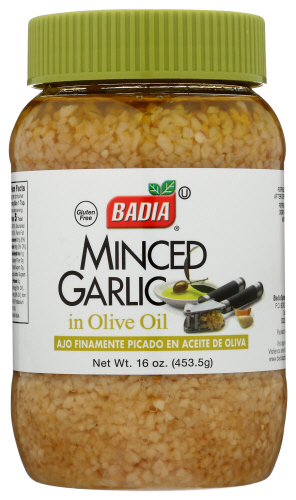 Gluten
Free
BADIA
®
U
MINCED
GARLIC
in Olive Oil
AJO FINAMENTE PICADO EN ACEITE DE OLIVA
Net Wt. 16 oz. (453.5g)